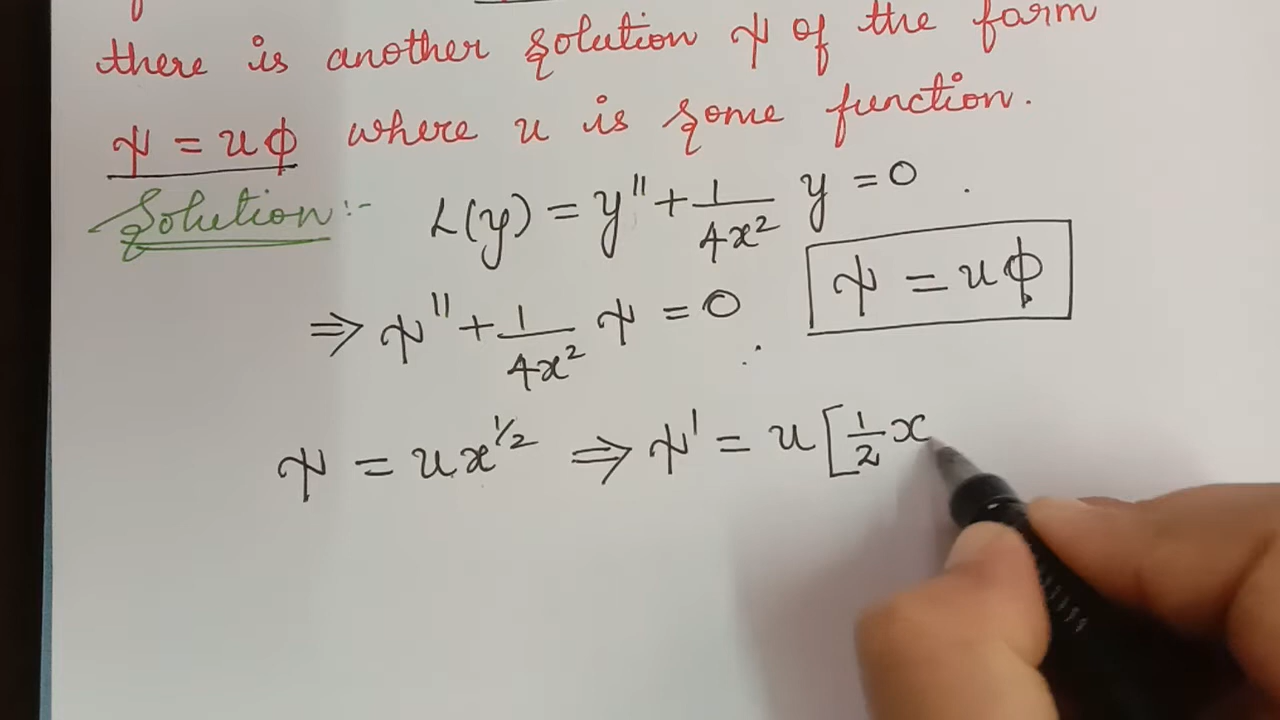 there is another solution ψ of the form
ψ = uφ where u is some function.
Solution:- L(y) = y'' + 1/4x² y = 0 .
⇒ ψ'' + 1/4x² ψ = 0 ψ = uφ
ψ = ux^1/2 ⇒ ψ' = u[1/2 x